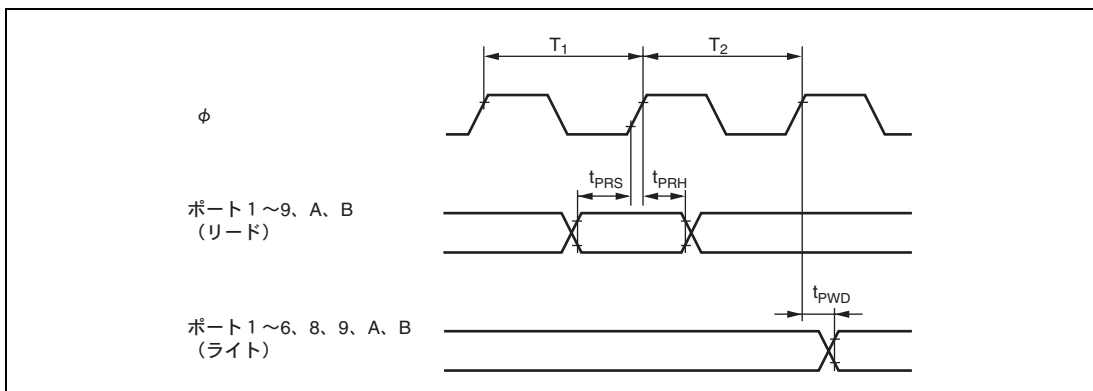 T1 T2
φ
tPRS tPRH
ポート1~9、A、B
(リード)
tPWD
ポート1~6、8、9、A、B
(ライト)